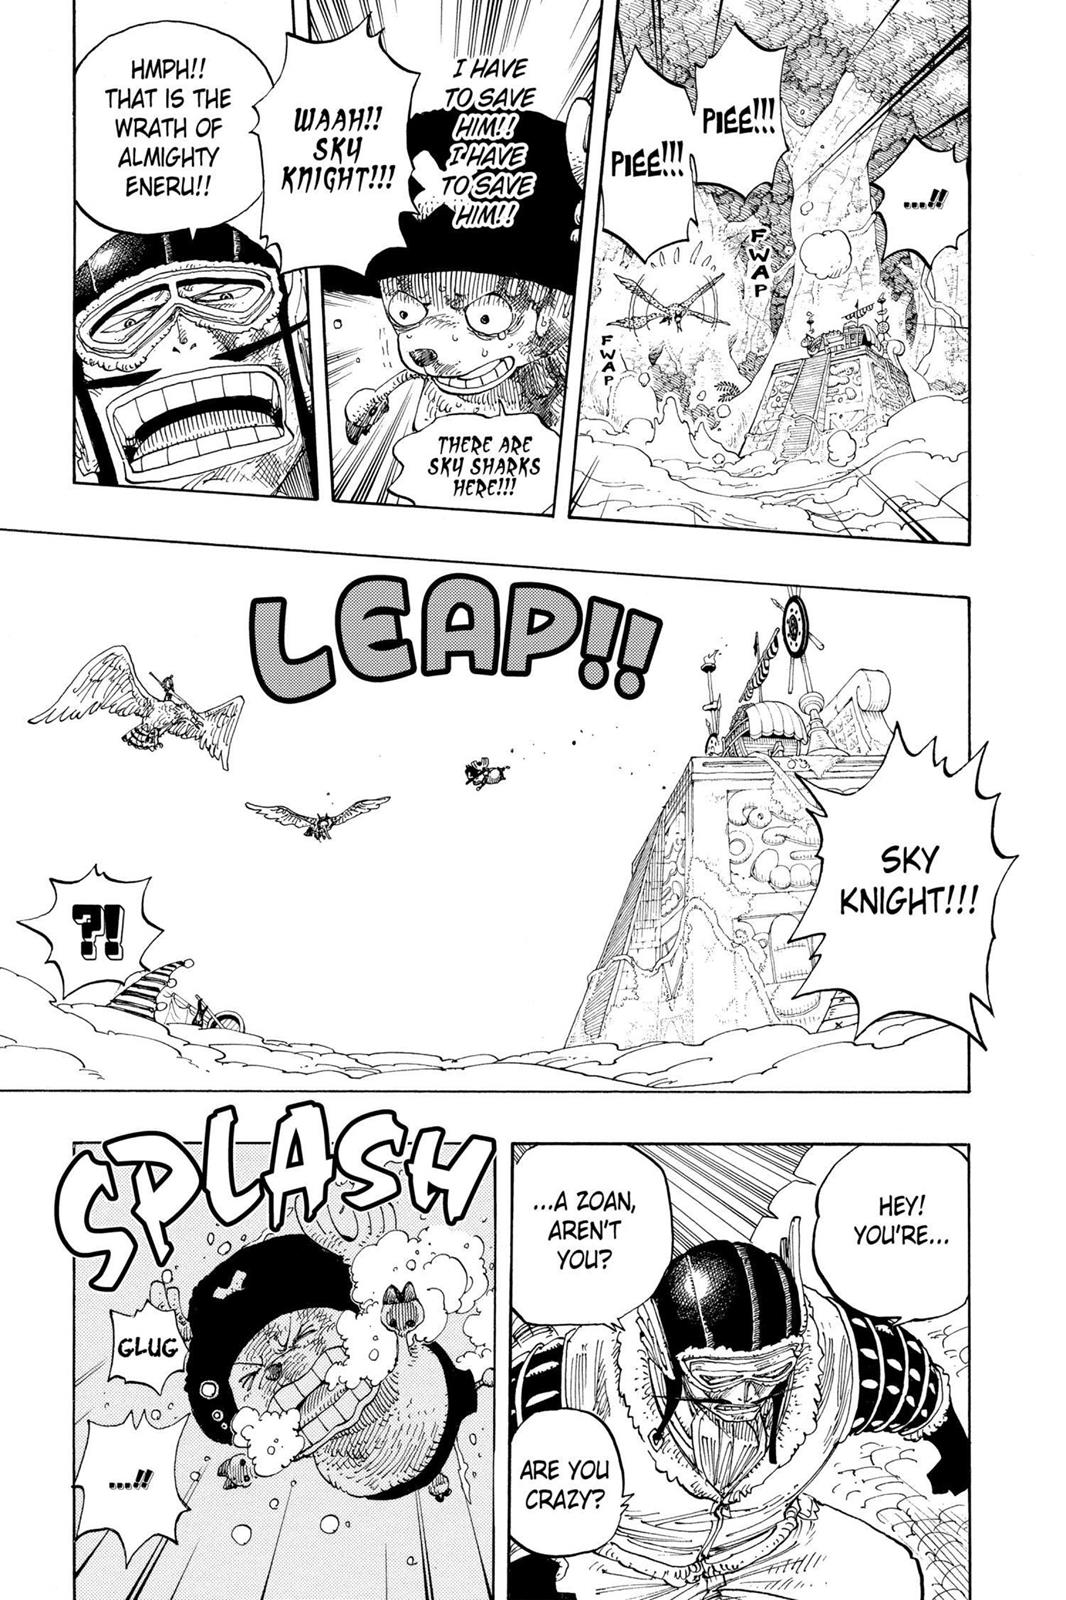 PIEE!!!
PIEE!!!
....!!
FWAP
FWAP
I HAVE
TO SAVE
HIM!!
I HAVE
TO SAVE
HIM!!
WAAH!!
SKY
KNIGHT!!!
THERE ARE
SKY SHARKS
HERE!!!
HMPH!!
THAT IS THE
WRATH OF
ALMIGHTY
ENERU!!
LEAP!!
SKY
KNIGHT!!!
?!
HEY!
YOU'RE...
...A ZOAN,
AREN'T
YOU?
ARE YOU
CRAZY?
SPLASH
GLUG
....!!